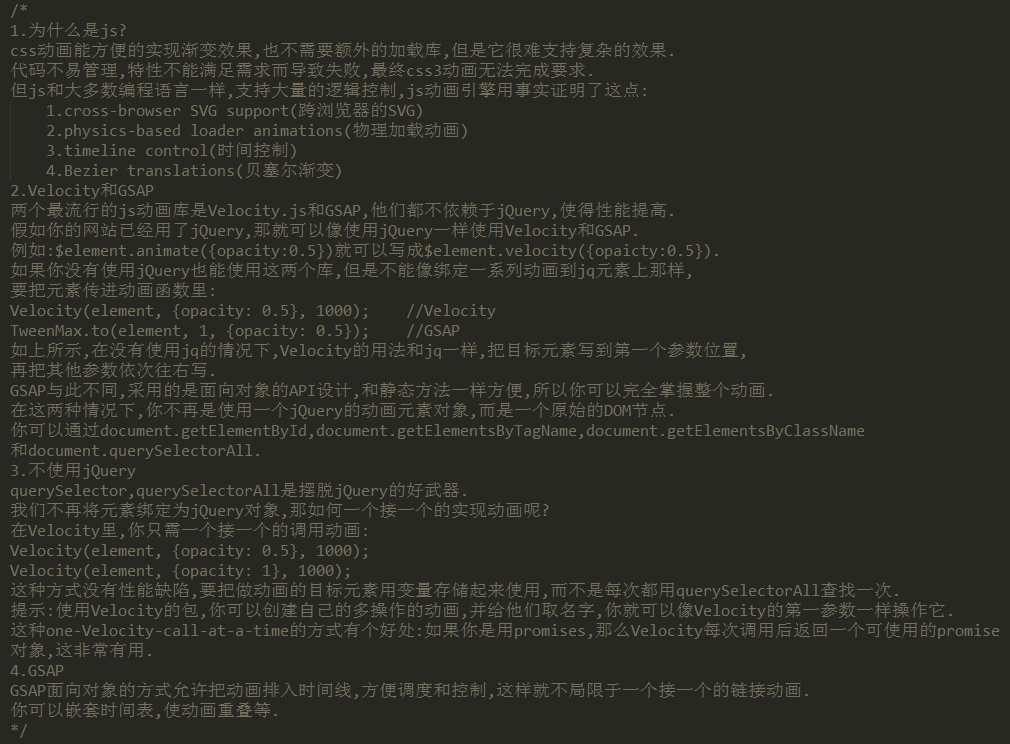 /*
1.为什么是js?
css动画能方便的实现渐变效果,也不需要额外的加载库,但是它很难支持复杂的效果.
代码不易管理,特性不能满足需求而导致失败,最终css3动画无法完成要求.
但js和大多数编程语言一样,支持大量的逻辑控制,js动画引擎用事实证明了这点:
    1.cross-browser SVG support(跨浏览器的SVG)
    2.physics-based loader animations(物理加载动画)
    3.timeline control(时间控制)
    4.Bezier translations(贝塞尔渐变)
2.Velocity和GSAP
两个最流行的js动画库是Velocity.js和GSAP,他们都不依赖于jQuery,使得性能提高.
假如你的网站已经用了jQuery,那就可以像使用jQuery一样使用Velocity和GSAP.
例如:$element.animate({opacity:0.5})就可以写成$element.velocity({opaicty:0.5}).
如果你没有使用jQuery也能使用这两个库,但是不能像绑定一系列动画到jq元素上那样,
要把元素传进动画函数里:
Velocity(element, {opacity: 0.5}, 1000);    //Velocity
TweenMax.to(element, 1, {opacity: 0.5});    //GSAP
如上所示,在没有使用jq的情况下,Velocity的用法和jq一样,把目标元素写到第一个参数位置,
再把其他参数依次往右写.
GSAP与此不同,采用的是面向对象的API设计,和静态方法一样方便,所以你可以完全掌握整个动画.
在这两种情况下,你不再是使用一个jQuery的动画元素对象,而是一个原始的DOM节点.
你可以通过document.getElementById,document.getElementsByTagName,document.getElementsByClassName
和document.querySelectorAll.
3.不使用jQuery
querySelector,querySelectorAll是摆脱jQuery的好武器.
我们不再将元素绑定为jQuery对象,那如何一个接一个的实现动画呢?
在Velocity里,你只需一个接一个的调用动画:
Velocity(element, {opacity: 0.5}, 1000);
Velocity(element, {opacity: 1}, 1000);
这种方式没有性能缺陷,要把做动画的目标元素用变量存储起来使用,而不是每次都用querySelectorAll查找一次.
提示:使用Velocity的包,你可以创建自己的多操作的动画,并给他们取名字,你就可以像Velocity的第一参数一样操作它.
这种one-Velocity-call-at-a-time的方式有个好处:如果你是用promises,那么Velocity每次调用后返回一个可使用的promise
对象,这非常有用.
4.GSAP
GSAP面向对象的方式允许把动画排入时间线,方便调度和控制,这样就不局限于一个接一个的链接动画.
你可以嵌套时间表,使动画重叠等.
*/